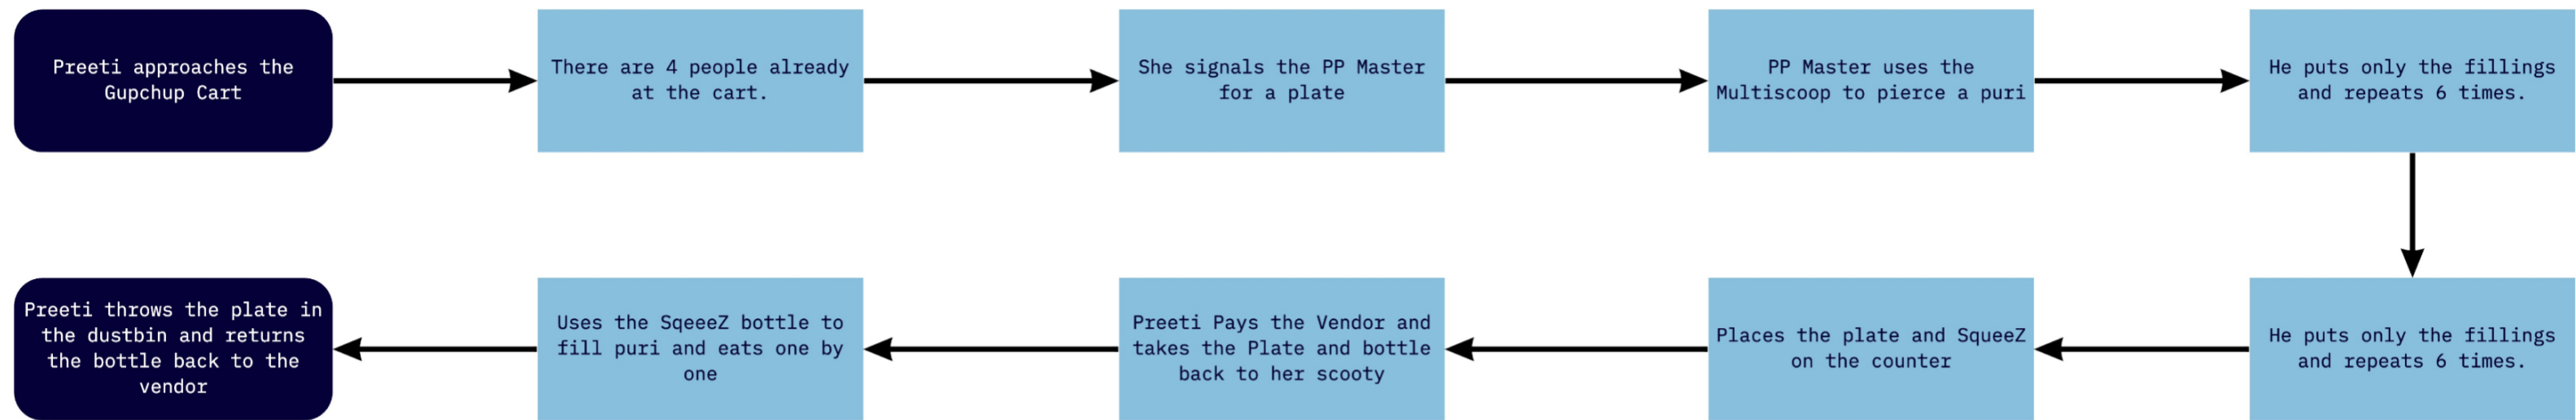 Preeti approaches the
Gupchup Cart
There are 4 people already
at the cart.
She signals the PP Master
for a plate
PP Master uses the
Multiscoop to pierce a puri
He puts only the fillings
and repeats 6 times.
He puts only the fillings
and repeats 6 times.
Places the plate and SqueeZ
on the counter
Preeti Pays the Vendor and
takes the Plate and bottle
back to her scooty
Uses the SqeeeZ bottle to
fill puri and eats one by
one
Preeti throws the plate in
the dustbin and returns
the bottle back to the
vendor